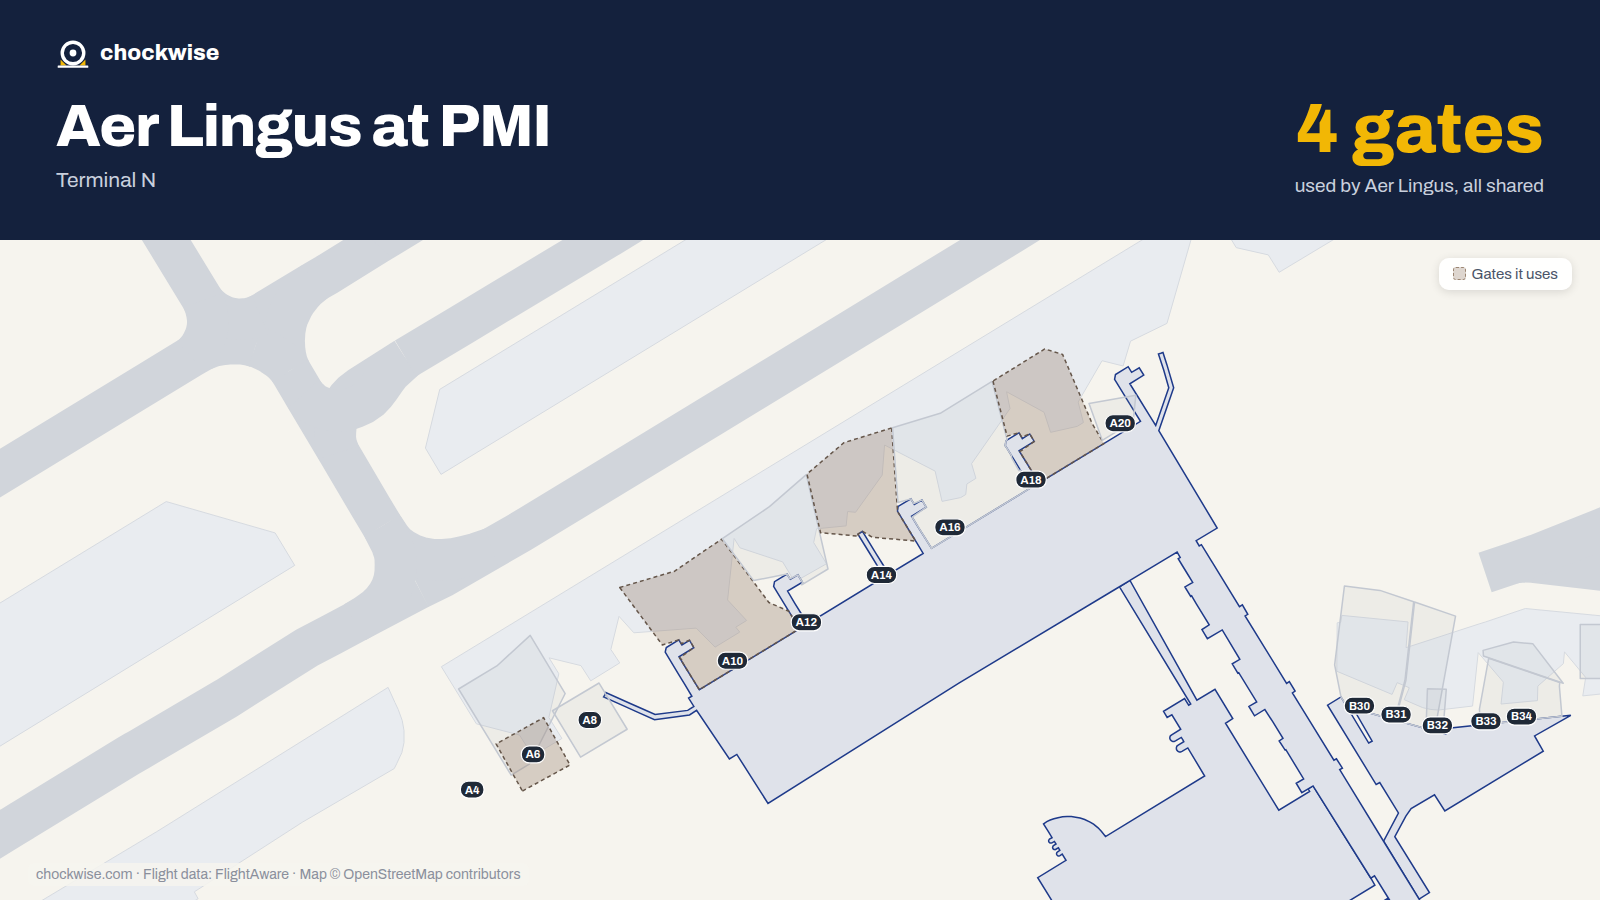 chockwise
Aer Lingus at PMI
Terminal N
4 gates
used by Aer Lingus, all shared
Gates it uses
A20
A18
A16
A14
A12
A10
A8
A6
A4
B30
B31
B32
B33
B34
chockwise.com · Flight data: FlightAware · Map © OpenStreetMap contributors